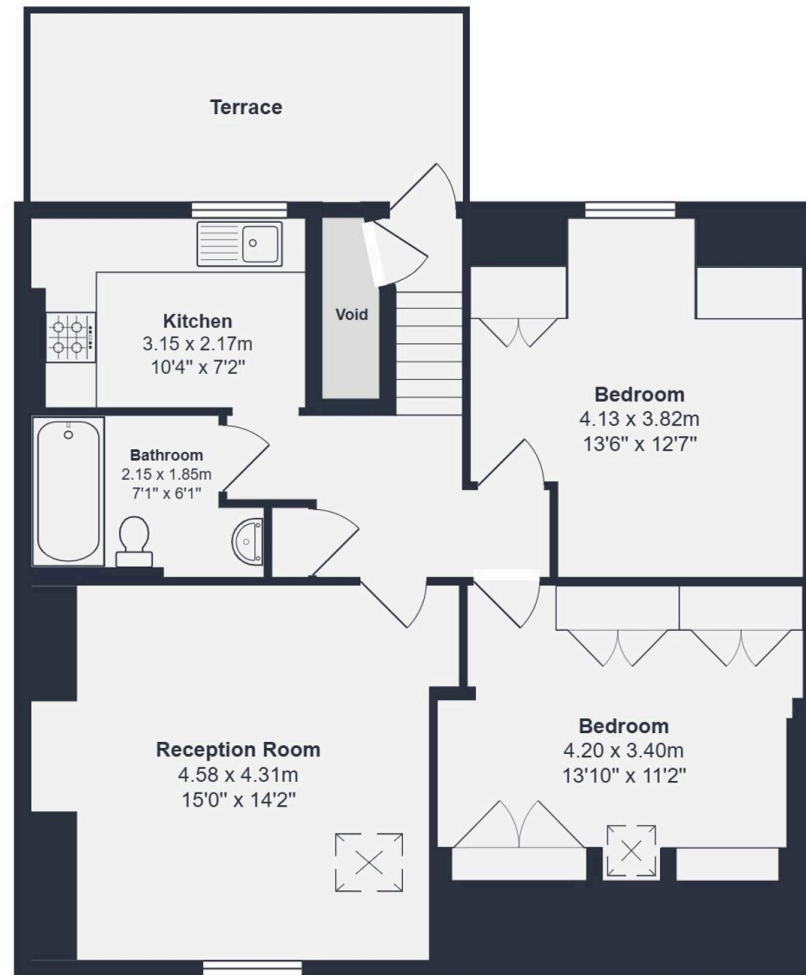 Terrace
Kitchen
3.15 x 2.17m
10'4" x 7'2"
Void
Bedroom
4.13 x 3.82m
13'6" x 12'7"
Bathroom
2.15 x 1.85m
7'1" x 6'1"
Reception Room
4.58 x 4.31m
15'0" x 14'2"
Bedroom
4.20 x 3.40m
13'10" x 11'2"